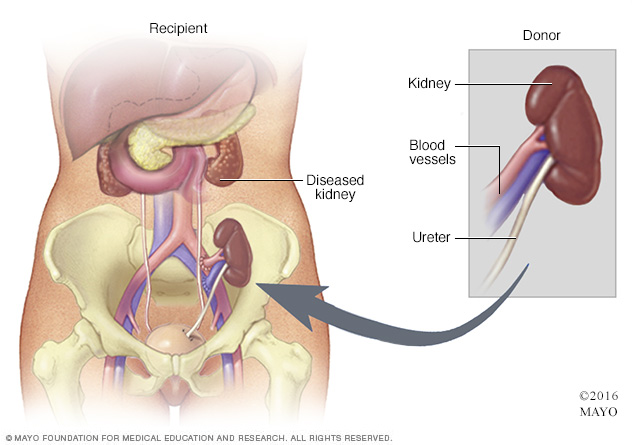 Recipient
Donor
Kidney
Blood
vessels
Diseased
kidney
Ureter
©2016
MAYO
© MAYO FOUNDATION FOR MEDICAL EDUCATION AND RESEARCH. ALL RIGHTS RESERVED.